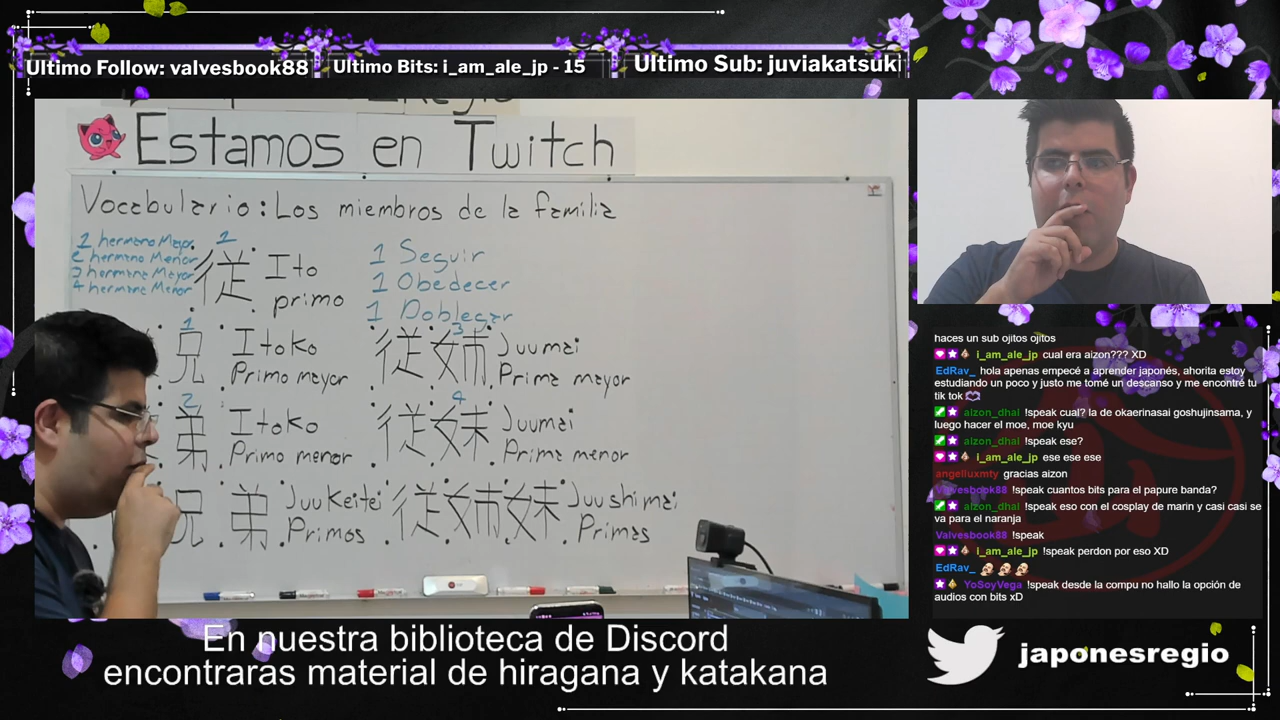 Ultimo Follow: valvesbook88
Ultimo Bits: i_am_ale_jp - 15
Ultimo Sub: juviakatsuki
Estamos en Twitch
Vocabulario: Los miembros de la familia
1 hermano Mayor
2 hermano Menor
3 hermana Mayor
4 hermana Menor
1
従 Ito
primo
1 Seguir
1 Obedecer
1 Doblegar
1
兄 Itoko
Primo mayor
3
従姉 Juumai
Prima mayor
2
弟 Itoko
Primo menor
4
従妹 Juumai
Prima menor
兄弟 Juukeitei
Primos
従姉妹 Juushimai
Primas
haces un sub ojitos ojitos
i_am_ale_jp cual era aizon??? XD
EdRav_ hola apenas empecé a aprender japonés, ahorita estoy
estudiando un poco y justo me tomé un descanso y me encontré tu
tik tok
aizon_dhal !speak cual? la de okaerinasai goshujinsama, y
luego hacer el moe, moe kyu
aizon_dhal !speak ese?
i_am_ale_jp ese ese ese
angelluxmty gracias aizon
Valvesbook88 !speak cuantos bits para el papure banda?
aizon_dhal !speak eso con el cosplay de marin y casi casi se
va para el naranja
Valvesbook88 !speak
i_am_ale_jp !speak perdon por eso XD
EdRav_
YoSoyVega !speak desde la compu no hallo la opción de
audios con bits xD
En nuestra biblioteca de Discord
encontraras material de hiragana y katakana
japonesregio